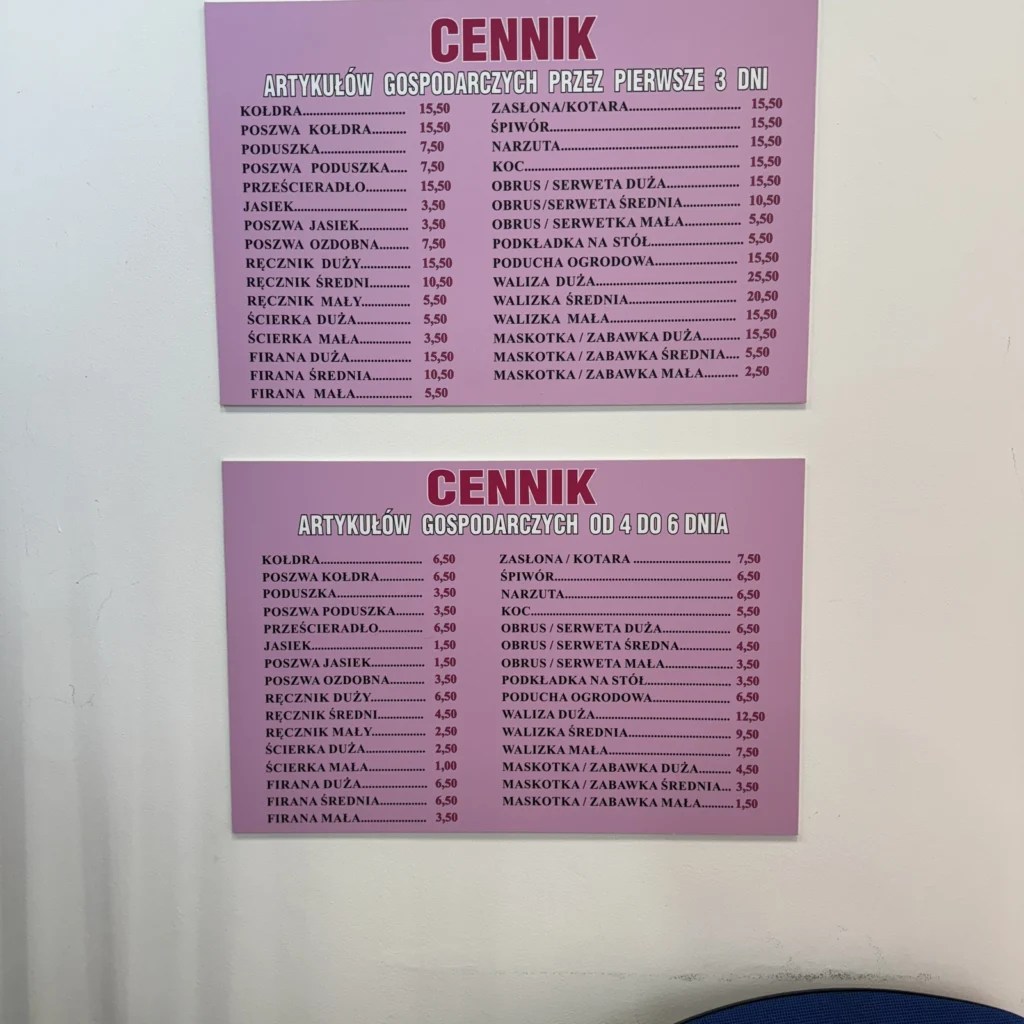 CENNIK
ARTYKUŁÓW GOSPODARCZYCH PRZEZ PIERWSZE 3 DNI
KOŁDRA............................ 15,50
POSZWA KOŁDRA......... 15,50
PODUSZKA....................... 7,50
POSZWA PODUSZKA..... 7,50
PRZEŚCIERADŁO........... 15,50
JASIEK............................... 3,50
POSZWA JASIEK............. 3,50
POSZWA OZDOBNA........ 7,50
RĘCZNIK DUŻY.............. 15,50
RĘCZNIK ŚREDNI........... 10,50
RĘCZNIK MAŁY............. 5,50
ŚCIERKA DUŻA.............. 5,50
ŚCIERKA MAŁA.............. 3,50
FIRANA DUŻA................. 15,50
FIRANA ŚREDNIA........... 10,50
FIRANA MAŁA................ 5,50
ZASŁONA/KOTARA............................... 15,50
ŚPIWÓR..................................................... 15,50
NARZUTA.................................................. 15,50
KOC............................................................ 15,50
OBRUS / SERWETA DUŻA.................... 15,50
OBRUS/SERWETA ŚREDNIA................ 10,50
OBRUS / SERWETKA MAŁA............... 5,50
PODKŁADKA NA STÓŁ......................... 5,50
PODUCHA OGRODOWA....................... 15,50
WALIZA DUŻA....................................... 25,50
WALIZKA ŚREDNIA.............................. 20,50
WALIZKA MAŁA................................... 15,50
MASKOTKA / ZABAWKA DUŻA.......... 15,50
MASKOTKA / ZABAWKA ŚREDNIA.... 5,50
MASKOTKA / ZABAWKA MAŁA.......... 2,50
CENNIK
ARTYKUŁÓW GOSPODARCZYCH OD 4 DO 6 DNIA
KOŁDRA............................... 6,50
POSZWA KOŁDRA.............. 6,50
PODUSZKA.......................... 3,50
POSZWA PODUSZKA........ 3,50
PRZEŚCIERADŁO............. 6,50
JASIEK.................................. 1,50
POSZWA JASIEK................ 1,50
POSZWA OZDOBNA.......... 3,50
RĘCZNIK DUŻY................. 6,50
RĘCZNIK ŚREDNI.............. 4,50
RĘCZNIK MAŁY................ 2,50
ŚCIERKA DUŻA.................. 2,50
ŚCIERKA MAŁA................. 1,00
FIRANA DUŻA.................... 6,50
FIRANA ŚREDNIA.............. 6,50
FIRANA MAŁA.................... 3,50
ZASŁONA / KOTARA .............................. 7,50
ŚPIWÓR...................................................... 6,50
NARZUTA................................................... 6,50
KOC............................................................. 5,50
OBRUS / SERWETA DUŻA..................... 6,50
OBRUS / SERWETA ŚREDNA................ 4,50
OBRUS / SERWETA MAŁA.................... 3,50
PODKŁADKA NA STÓŁ.......................... 3,50
PODUCHA OGRODOWA........................ 6,50
WALIZA DUŻA......................................... 12,50
WALIZKA ŚREDNIA............................... 9,50
WALIZKA MAŁA..................................... 7,50
MASKOTKA / ZABAWKA DUŻA.......... 4,50
MASKOTKA / ZABAWKA ŚREDNIA... 3,50
MASKOTKA / ZABAWKA MAŁA.......... 1,50